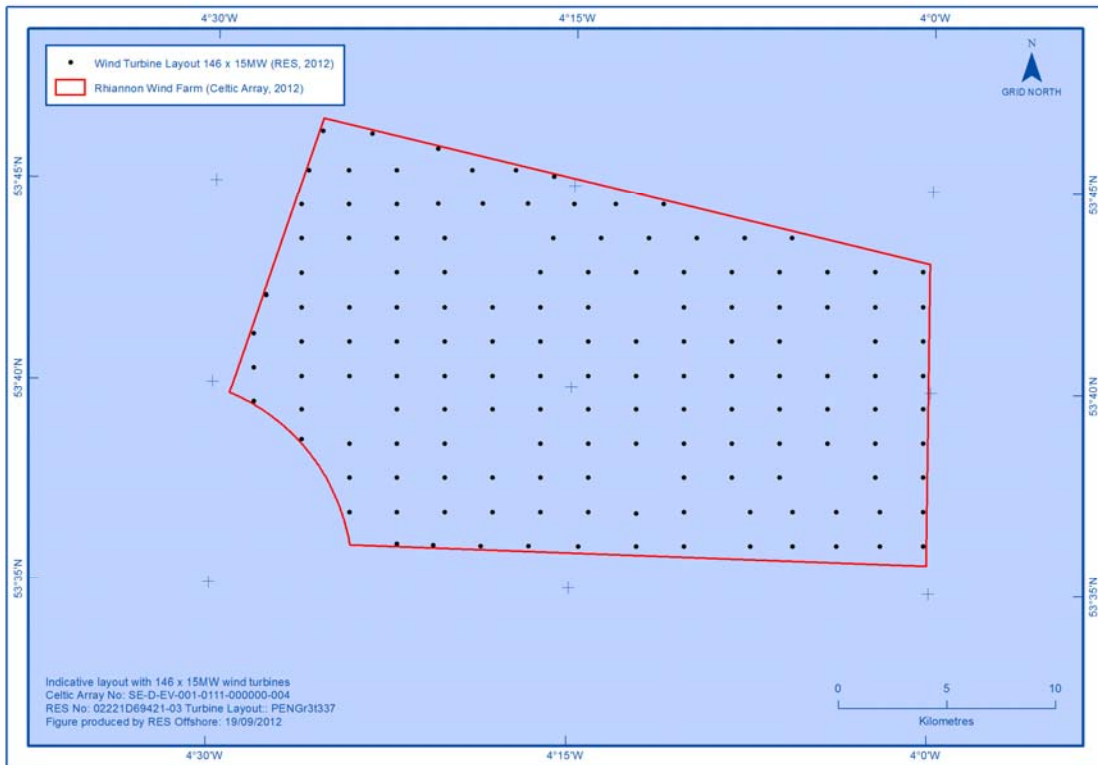 4°30'W 4°15'W 4°0'W
Wind Turbine Layout 146 x 15MW (RES, 2012)
Rhiannon Wind Farm (Celtic Array, 2012)
N
GRID NORTH
53°45'N 53°45'N
53°40'N 53°40'N
53°35'N 53°35'N
Indicative layout with 146 x 15MW wind turbines
Celtic Array No: SE-D-EV-001-0111-000000-004
RES No: 02221D69421-03 Turbine Layout:: PENGr3t337
Figure produced by RES Offshore: 19/09/2012
0 5 10
Kilometres
4°30'W 4°15'W 4°0'W